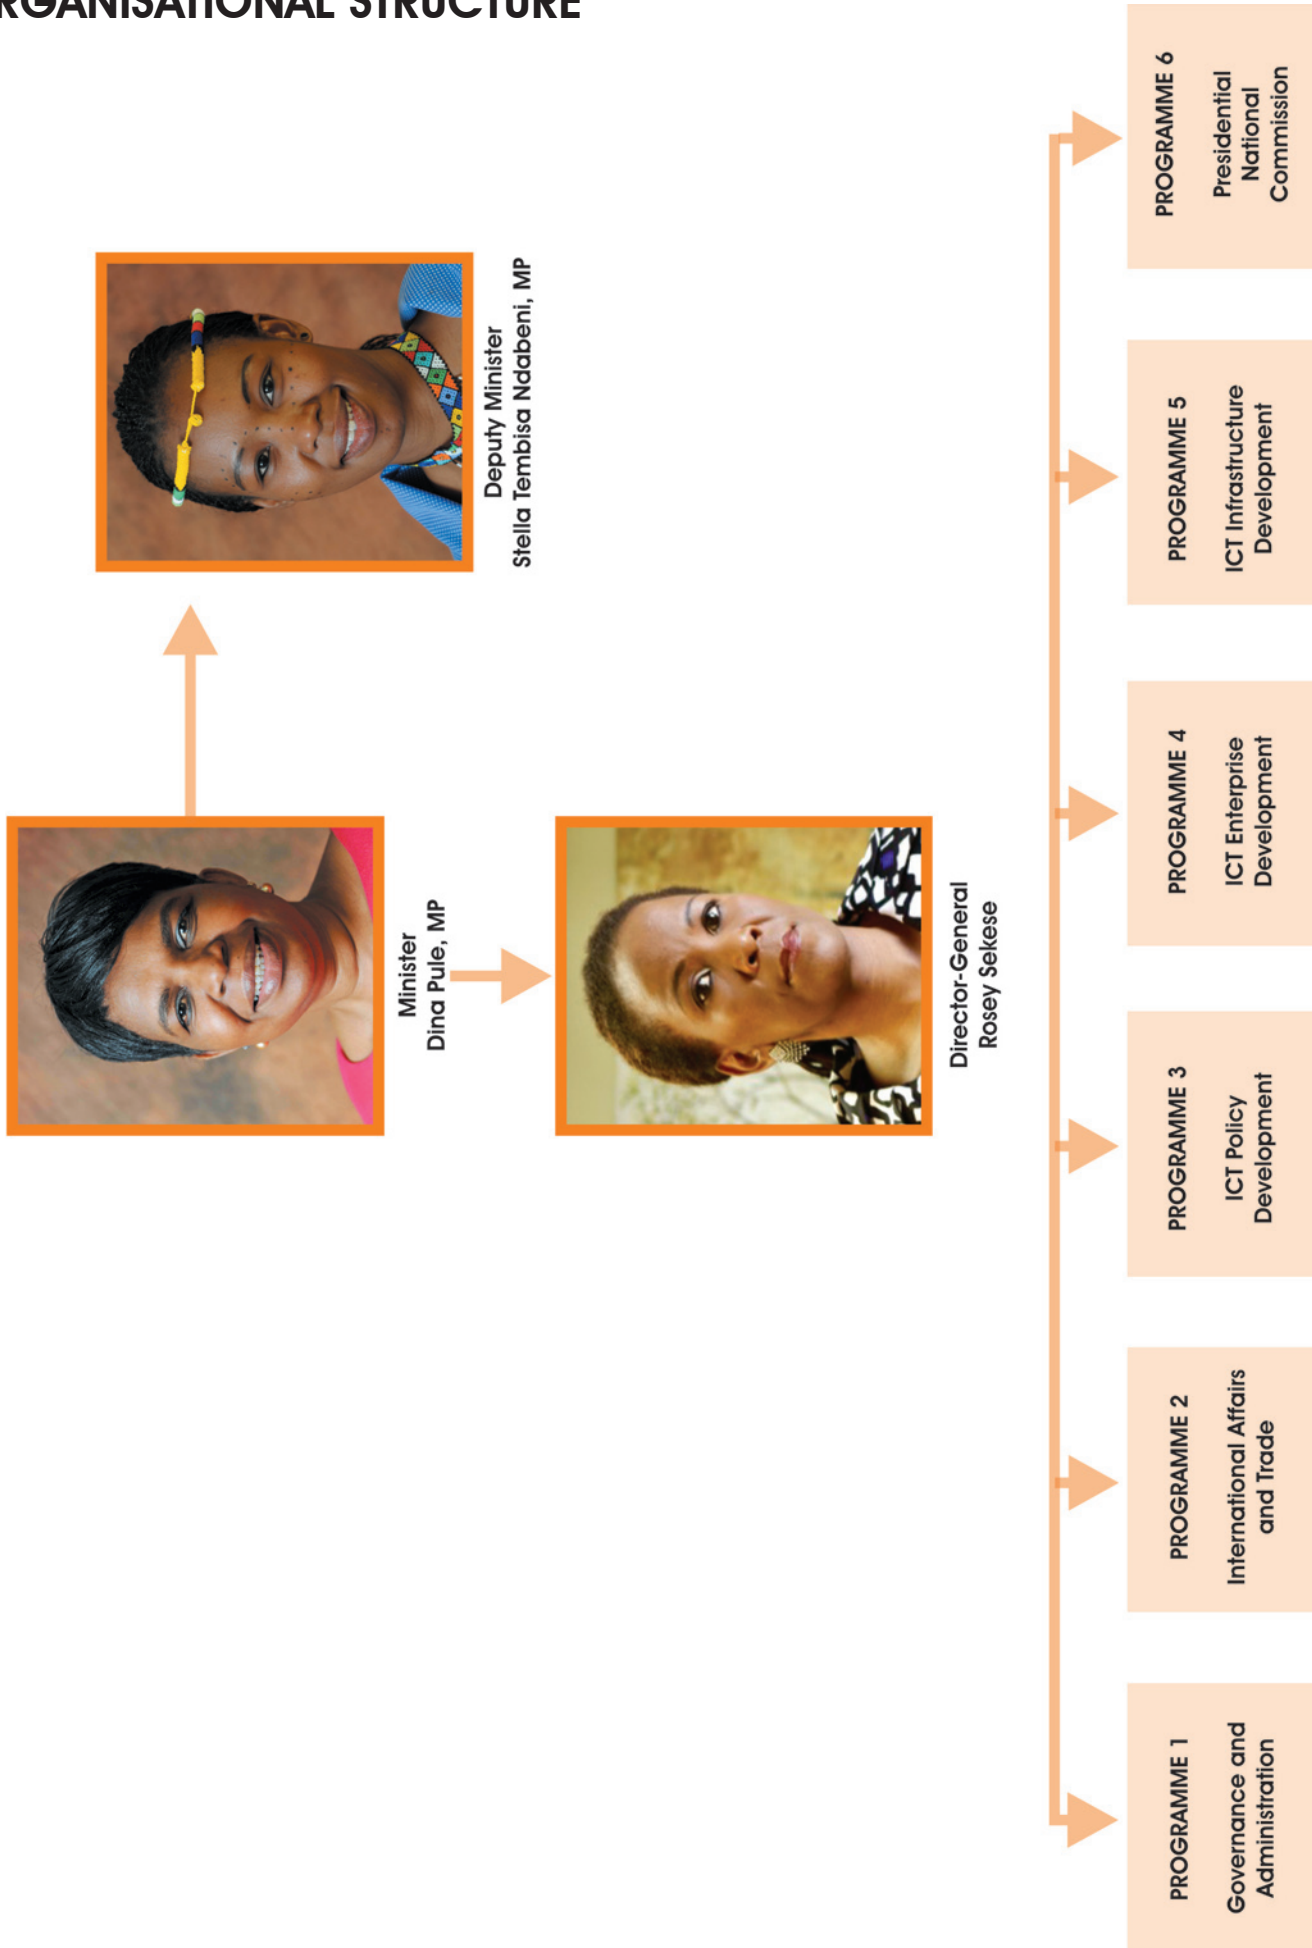 RGANISATIONAL STRUCTURE
Minister
Dina Pule, MP
Deputy Minister
Stella Tembisa Ndabeni, MP
Director-General
Rosey Sekese
PROGRAMME 1
Governance and
Administration
PROGRAMME 2
International Affairs
and Trade
PROGRAMME 3
ICT Policy
Development
PROGRAMME 4
ICT Enterprise
Development
PROGRAMME 5
ICT Infrastructure
Development
PROGRAMME 6
Presidential
National
Commission